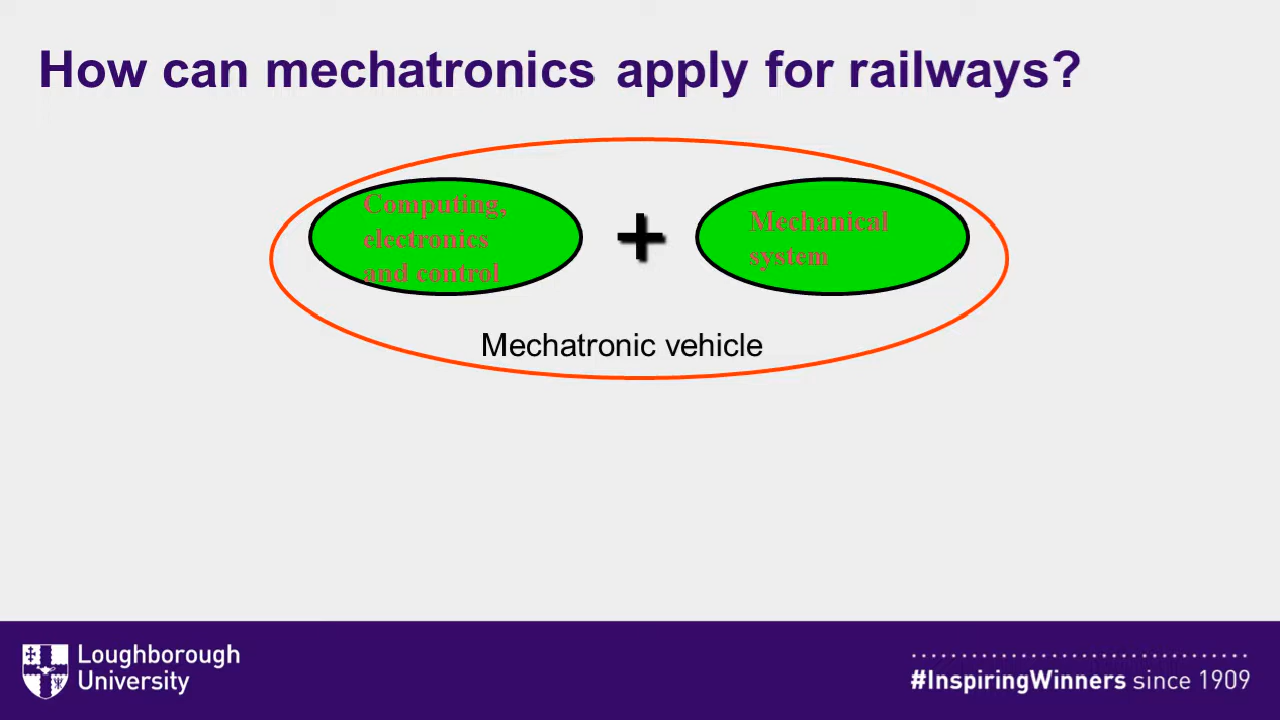 How can mechatronics apply for railways?
Computing,
electronics
and control
+
Mechanical
system
Mechatronic vehicle
Loughborough
University
#InspiringWinners since 1909